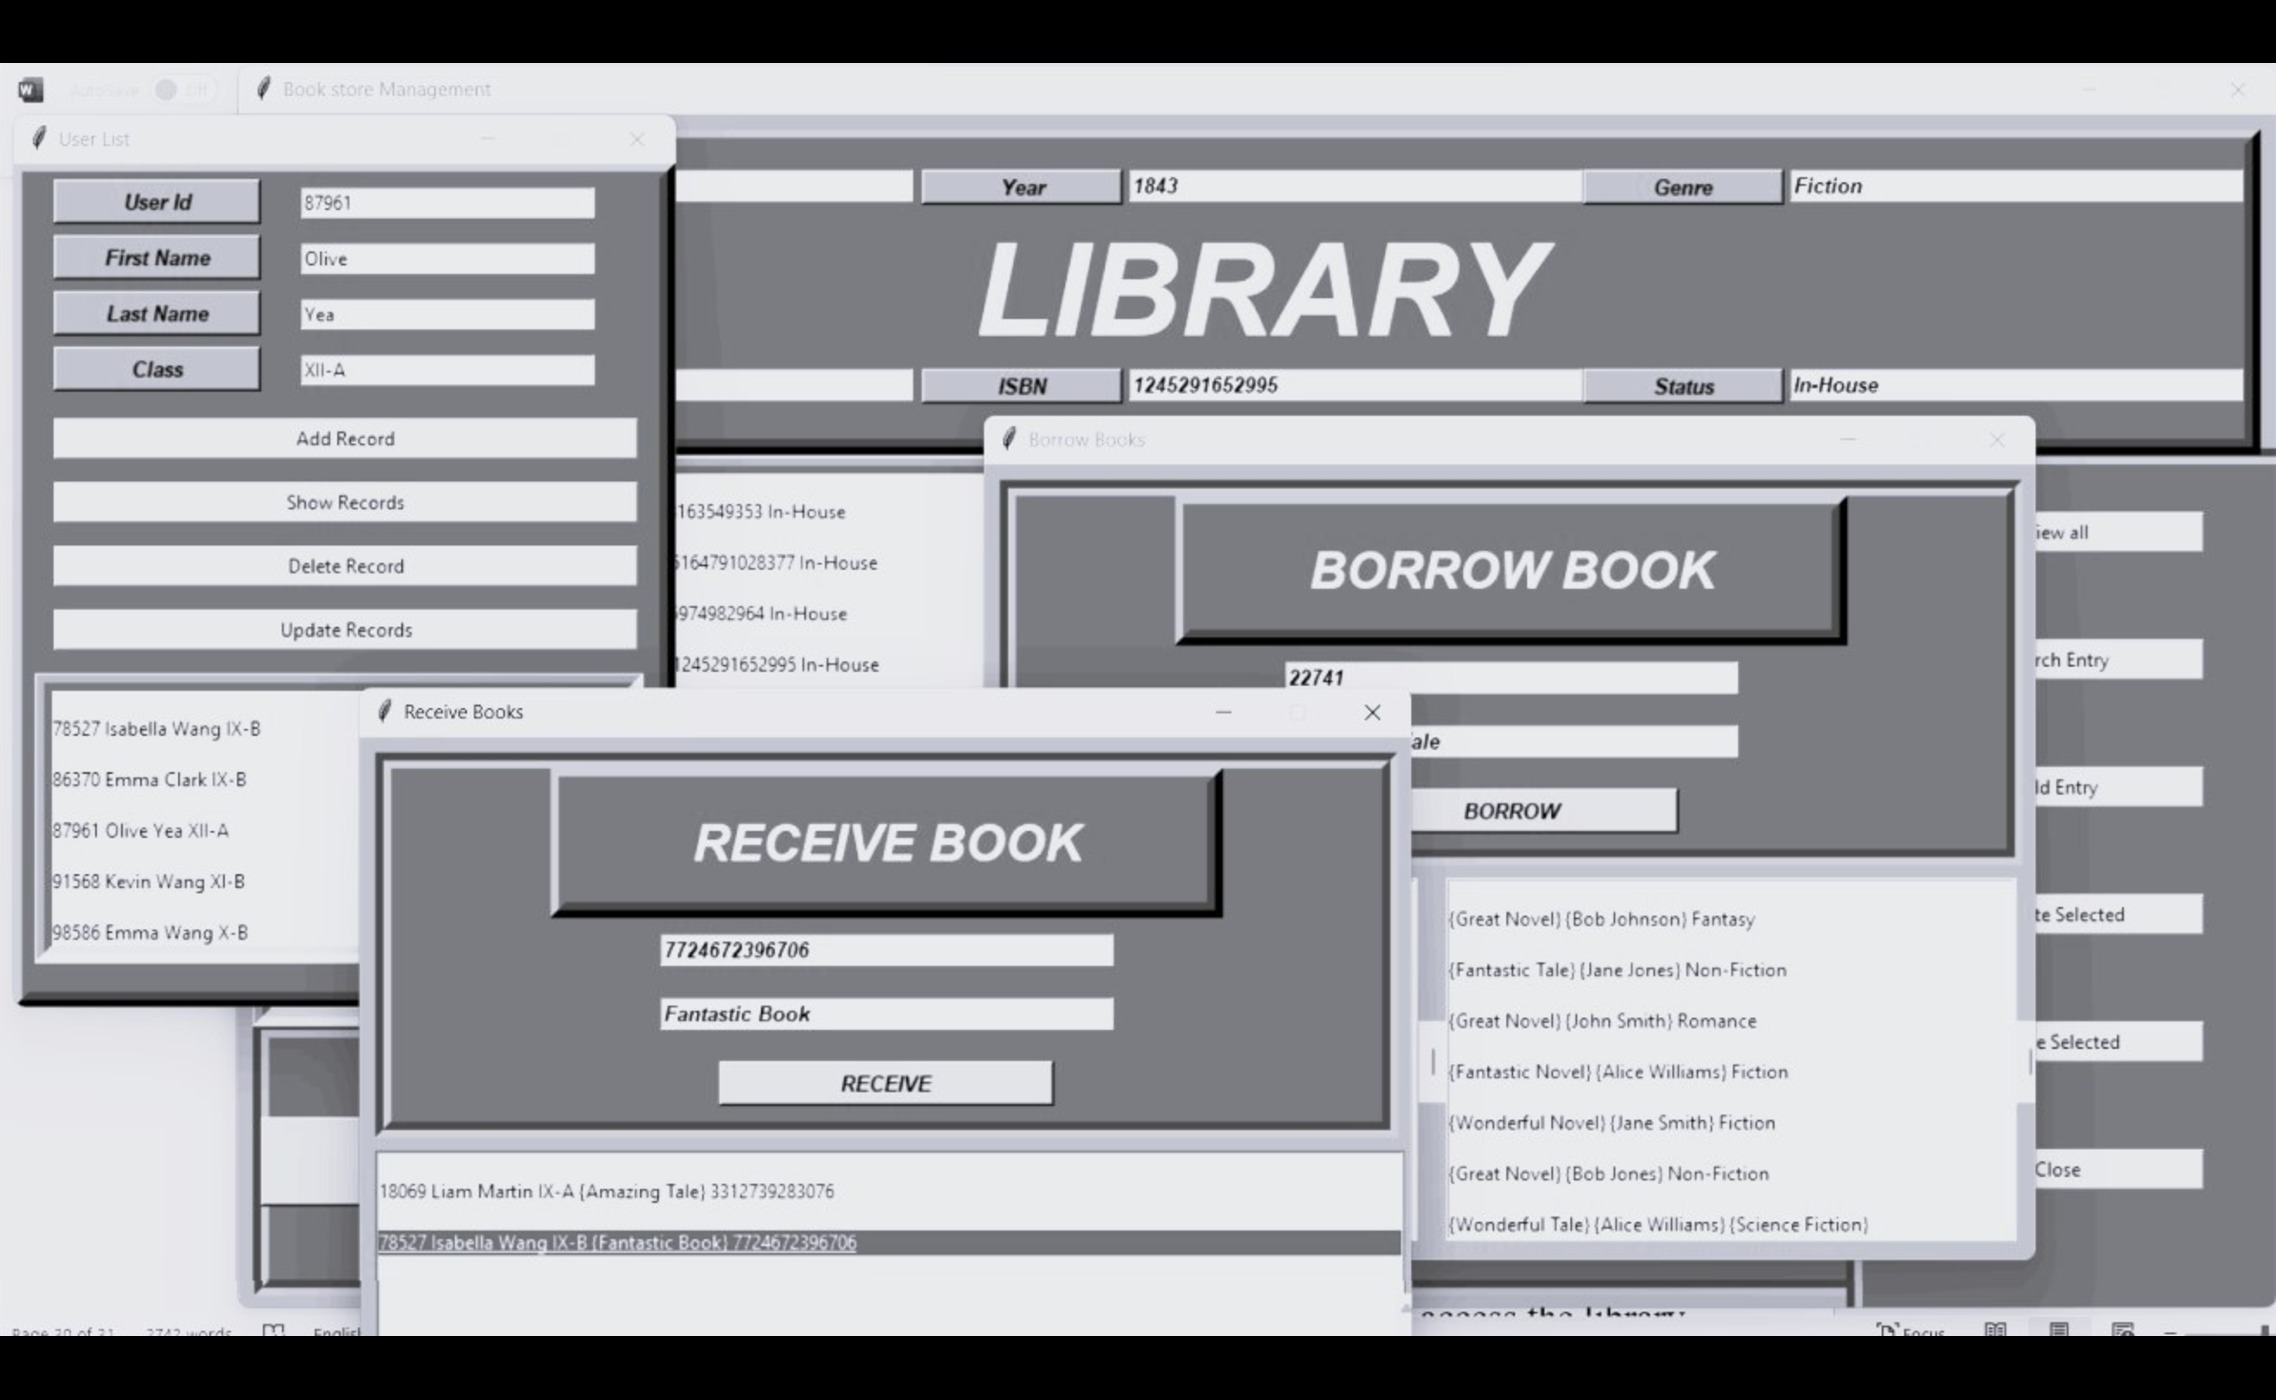 W AutoSave Off
Book store Management
User List
User Id 87961
First Name Olive
Last Name Yea
Class XII-A
Add Record
Show Records
Delete Record
Update Records
78527 Isabella Wang IX-B
86370 Emma Clark IX-B
87961 Olive Yea XII-A
91568 Kevin Wang XI-B
98586 Emma Wang X-B
Year 1843 Genre Fiction
LIBRARY
ISBN 1245291652995 Status In-House
163549353 In-House
164791028377 In-House
974982964 In-House
1245291652995 In-House
Borrow Books
BORROW BOOK
22741
ale
BORROW
{Great Novel} {Bob Johnson} Fantasy
{Fantastic Tale} {Jane Jones} Non-Fiction
{Great Novel} {John Smith} Romance
{Fantastic Novel} {Alice Williams} Fiction
{Wonderful Novel} {Jane Smith} Fiction
{Great Novel} {Bob Jones} Non-Fiction
{Wonderful Tale} {Alice Williams} {Science Fiction}
iew all
rch Entry
ld Entry
te Selected
e Selected
Close
Receive Books
RECEIVE BOOK
7724672396706
Fantastic Book
RECEIVE
18069 Liam Martin IX-A {Amazing Tale} 3312739283076
78527 Isabella Wang IX-B {Fantastic Book} 7724672396706
access the library
Page 30 of 31 3742 words Englis
Focus